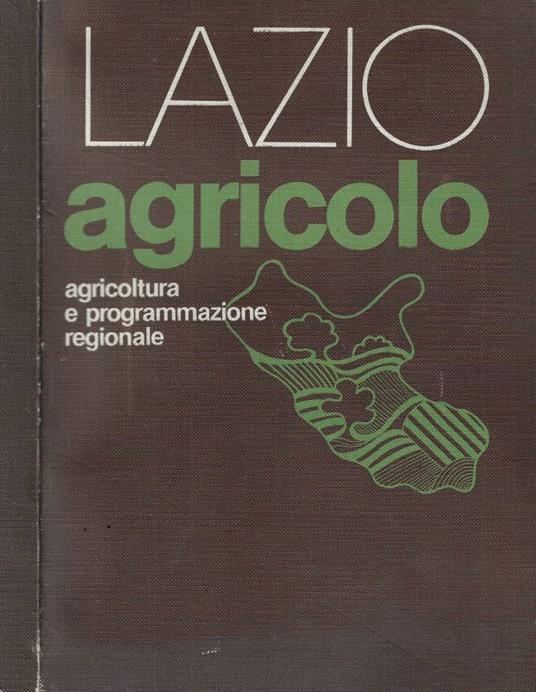 LAZIO
agricolo
agricoltura
e programmazione
regionale